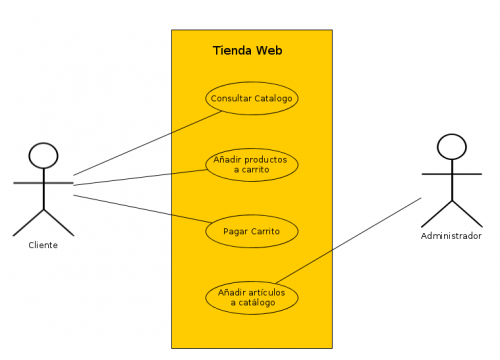 Tienda Web
Consultar Catalogo
Añadir productos
a carrito
Pagar Carrito
Añadir artículos
a catálogo
Cliente
Administrador